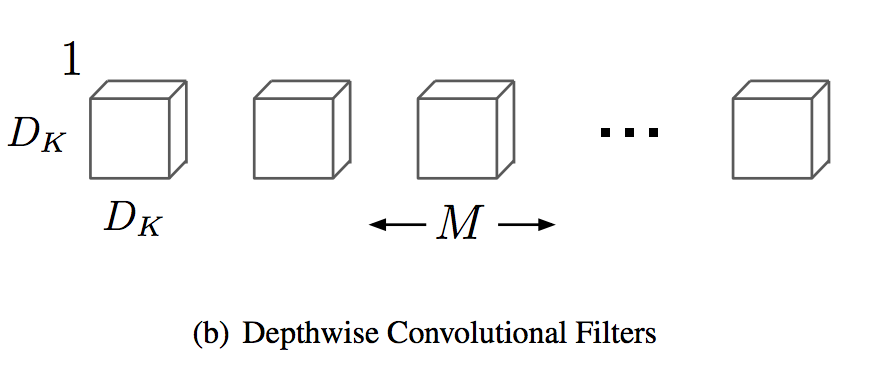 1
D_K
D_K
M
(b) Depthwise Convolutional Filters